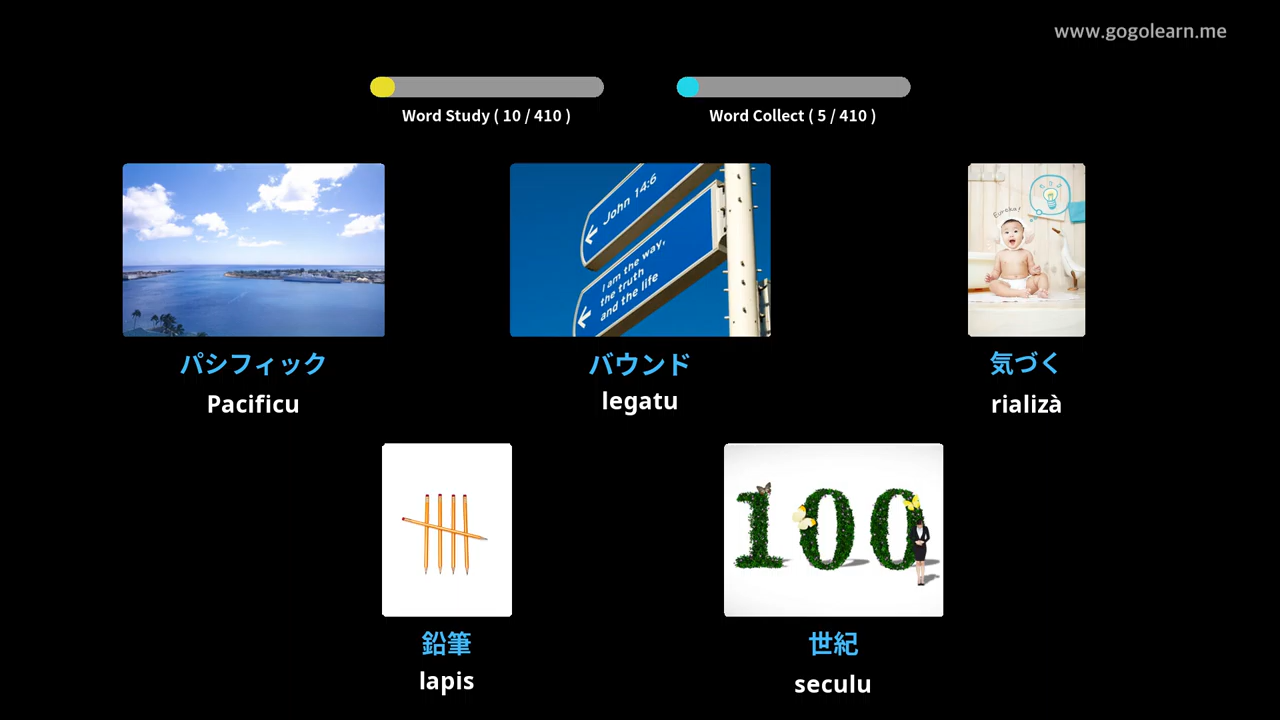 www.gogolearn.me
Word Study ( 10 / 410 )
Word Collect ( 5 / 410 )
John 14:6
I am the way,
the truth
and the life
Eureka!
パシフィック
Pacificu
バウンド
legatu
気づく
rializà
鉛筆
lapis
世紀
seculu
100